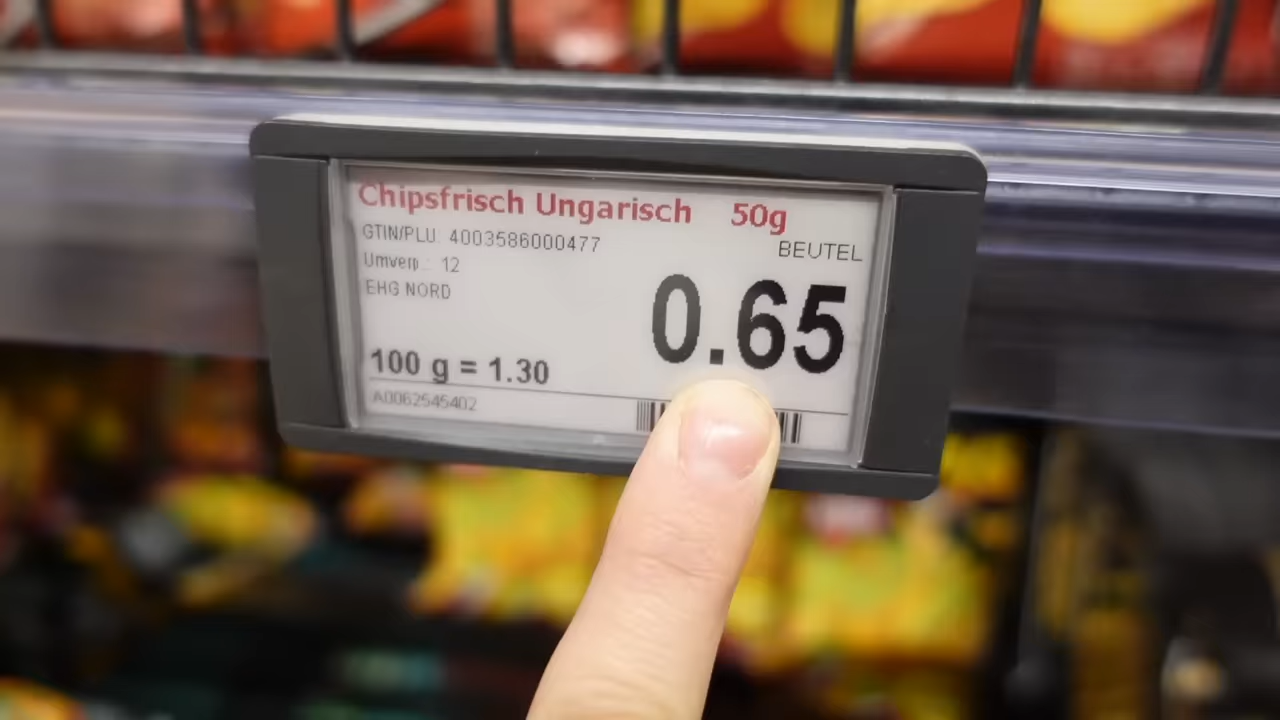 Chipsfrisch Ungarisch 50g
GTIN/PLU: 4003586000477
BEUTEL
Umverp.: 12
EHG NORD
0.65
100 g = 1.30
A0062545402